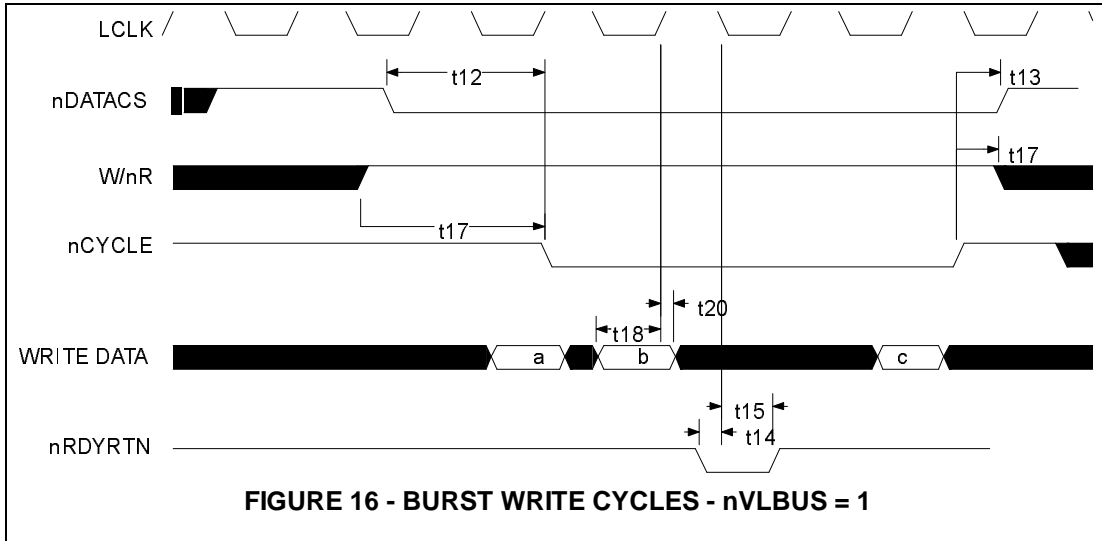 LCLK
t12
t13
nDATACS
W/nR
t17
t17
nCYCLE
t20
t18
WRITE DATA
a
b
c
t15
t14
nRDYRTN
FIGURE 16 - BURST WRITE CYCLES - nVLBUS = 1